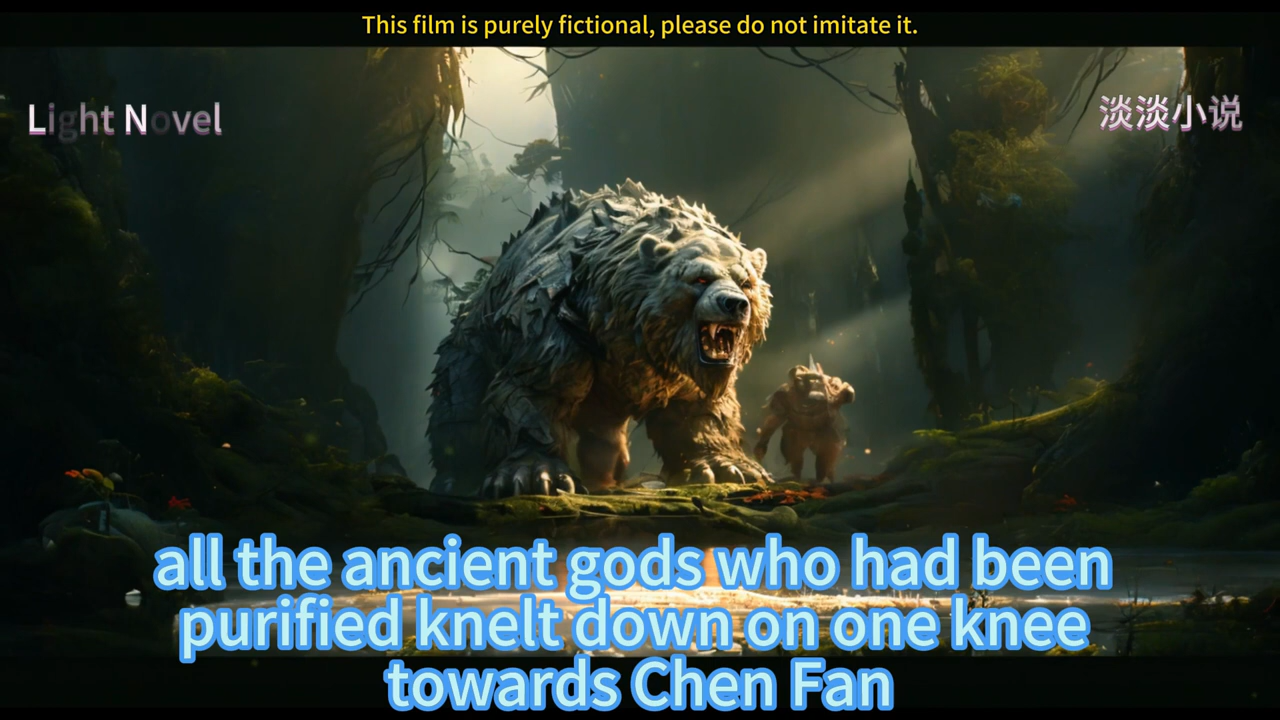 This film is purely fictional, please do not imitate it.
Light Novel
淡淡小说
all the ancient gods who had been
purified knelt down on one knee
towards Chen Fan